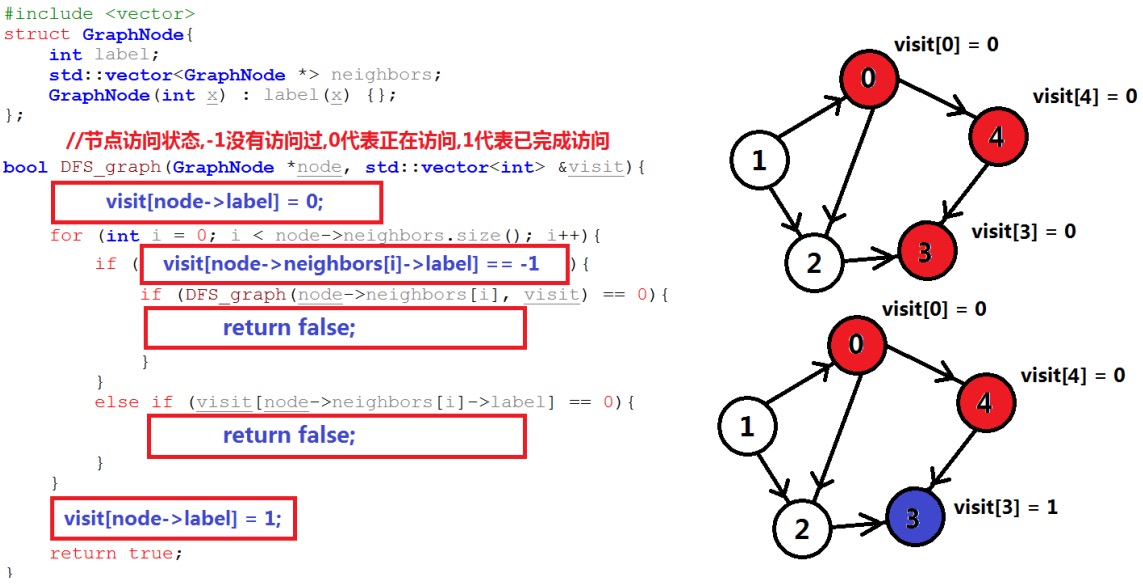 #include <vector>
struct GraphNode{
int label;
std::vector<GraphNode *> neighbors;
GraphNode(int x) : label(x) {};
};
//节点访问状态,-1没有访问过,0代表正在访问,1代表已完成访问
bool DFS_graph(GraphNode *node, std::vector<int> &visit){
visit[node->label] = 0;
for (int i = 0; i < node->neighbors.size(); i++){
if ( visit[node->neighbors[i]->label] == -1 ){
if (DFS_graph(node->neighbors[i], visit) == 0){
return false;
}
}
else if (visit[node->neighbors[i]->label] == 0){
return false;
}
}
visit[node->label] = 1;
return true;
}
visit[0] = 0
0
visit[4] = 0
4
1
visit[3] = 0
3
2
visit[0] = 0
0
visit[4] = 0
4
1
visit[3] = 1
3
2